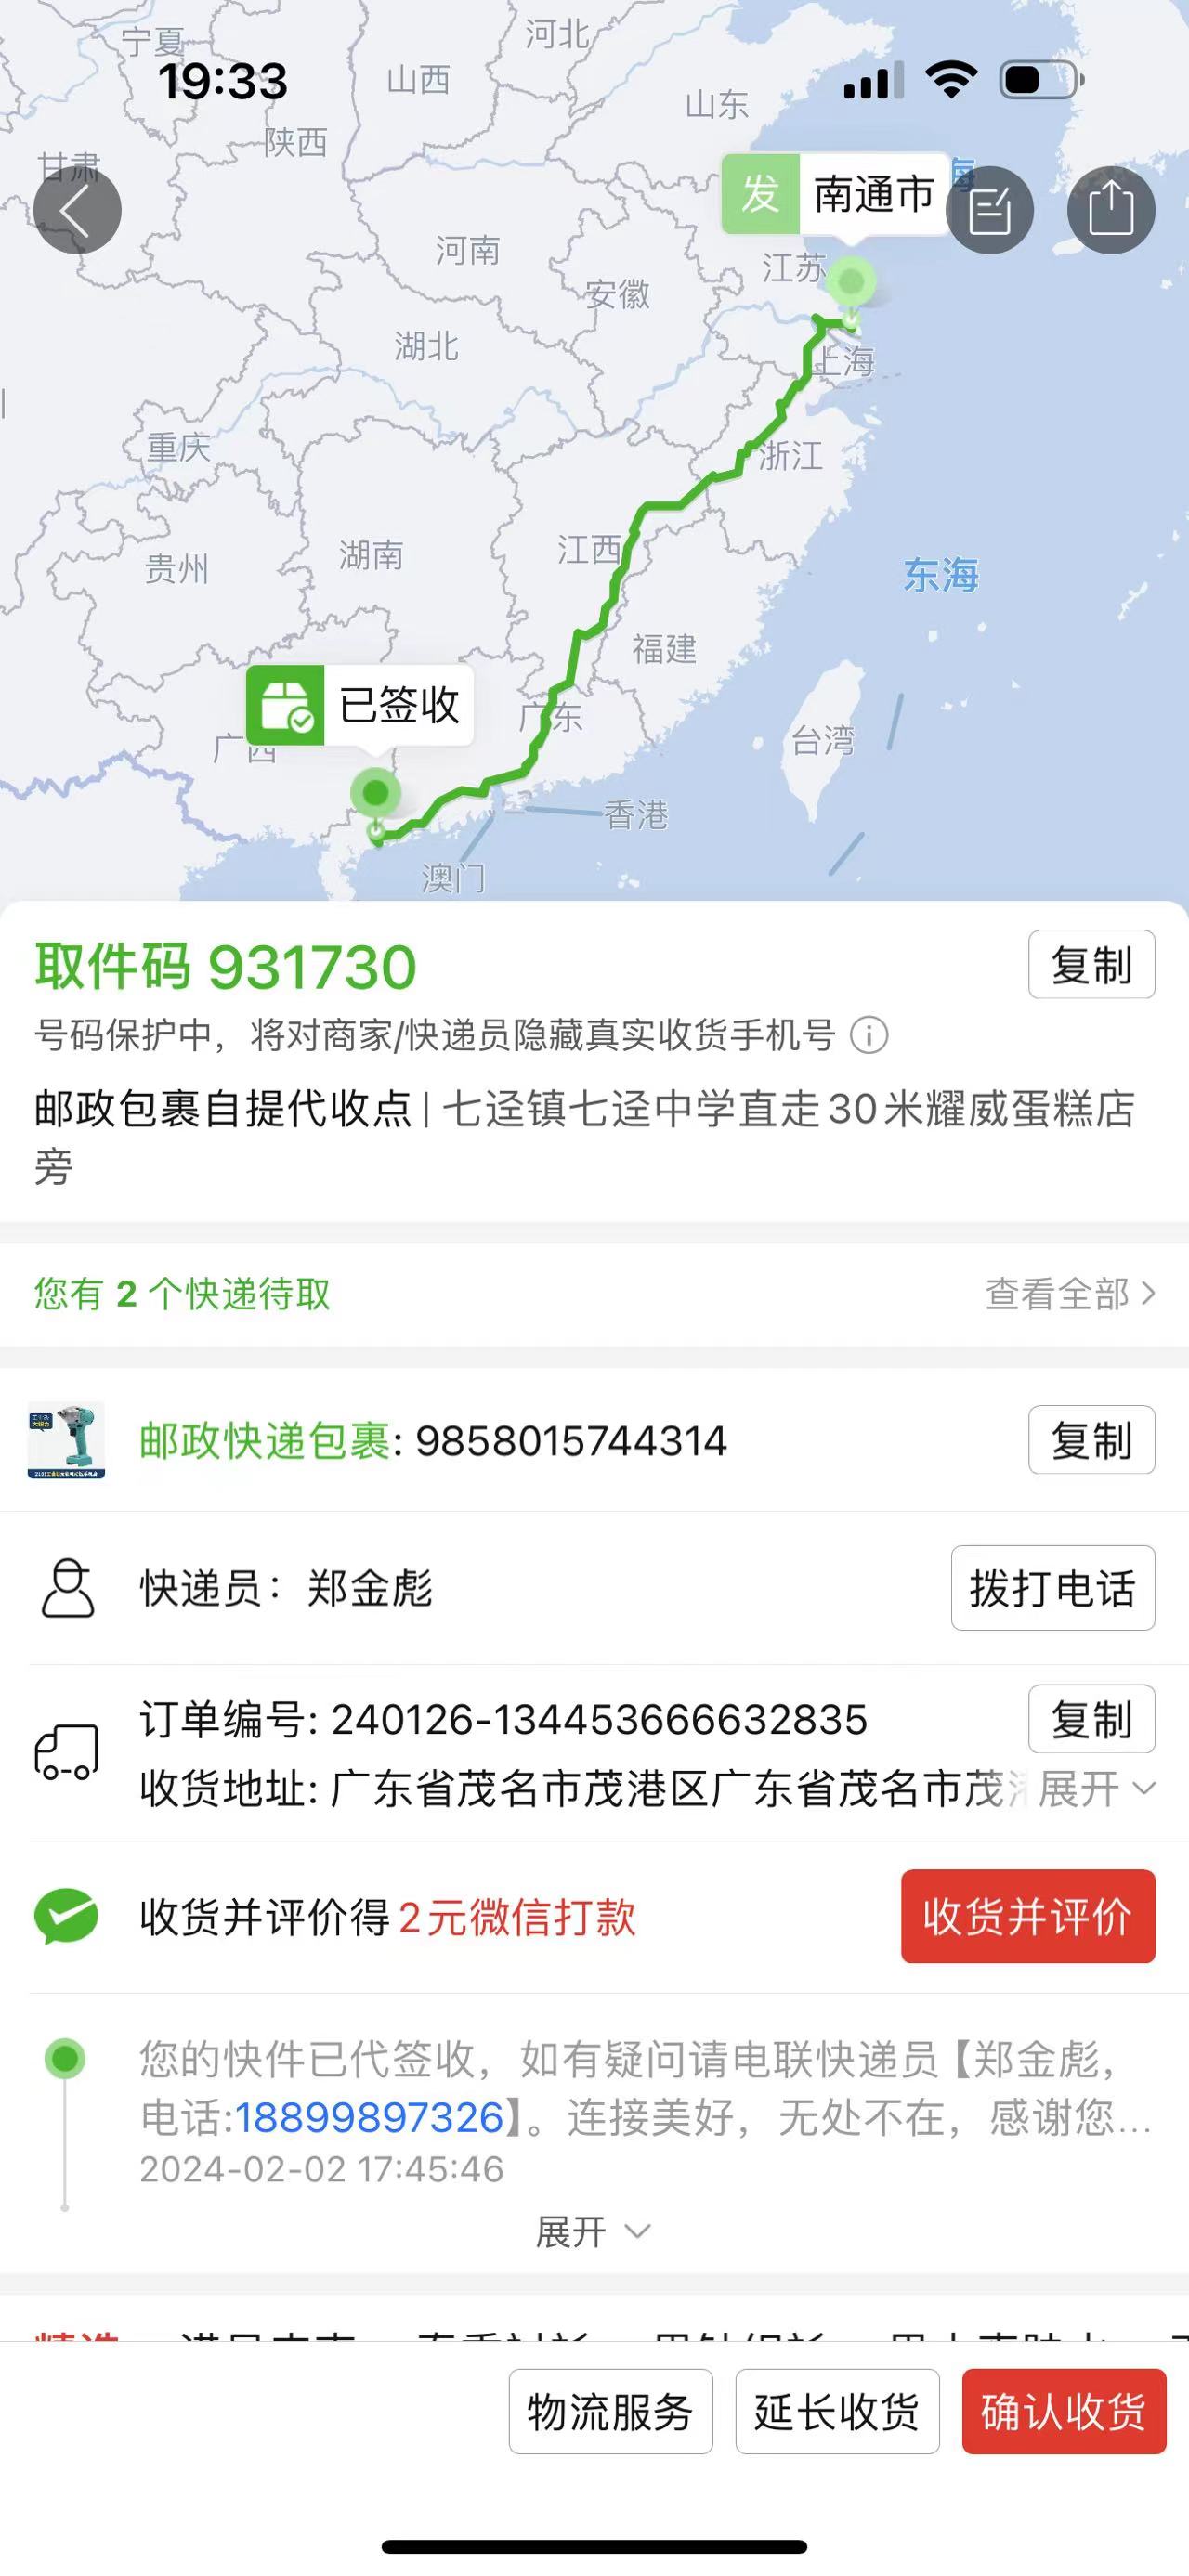 宁夏
河北
19:33
山西
山东
陕西
甘肃
发 南通市
海
河南
江苏
安徽
湖北
上海
重庆
浙江
江西
湖南
贵州
东海
福建
已签收
广东
广西
台湾
香港
澳门
取件码 931730
复制
号码保护中，将对商家/快递员隐藏真实收货手机号
邮政包裹自提代收点 | 七迳镇七迳中学直走30米耀威蛋糕店
旁
您有 2 个快递待取
查看全部
邮政快递包裹: 9858015744314
复制
快递员：郑金彪
拨打电话
订单编号: 240126-134453666632835
复制
收货地址: 广东省茂名市茂港区广东省茂名市茂
展开
收货并评价得 2 元微信打款
收货并评价
您的快件已代签收，如有疑问请电联快递员【郑金彪，
电话:18899897326】。连接美好，无处不在，感谢您...
2024-02-02 17:45:46
展开
物流服务
延长收货
确认收货